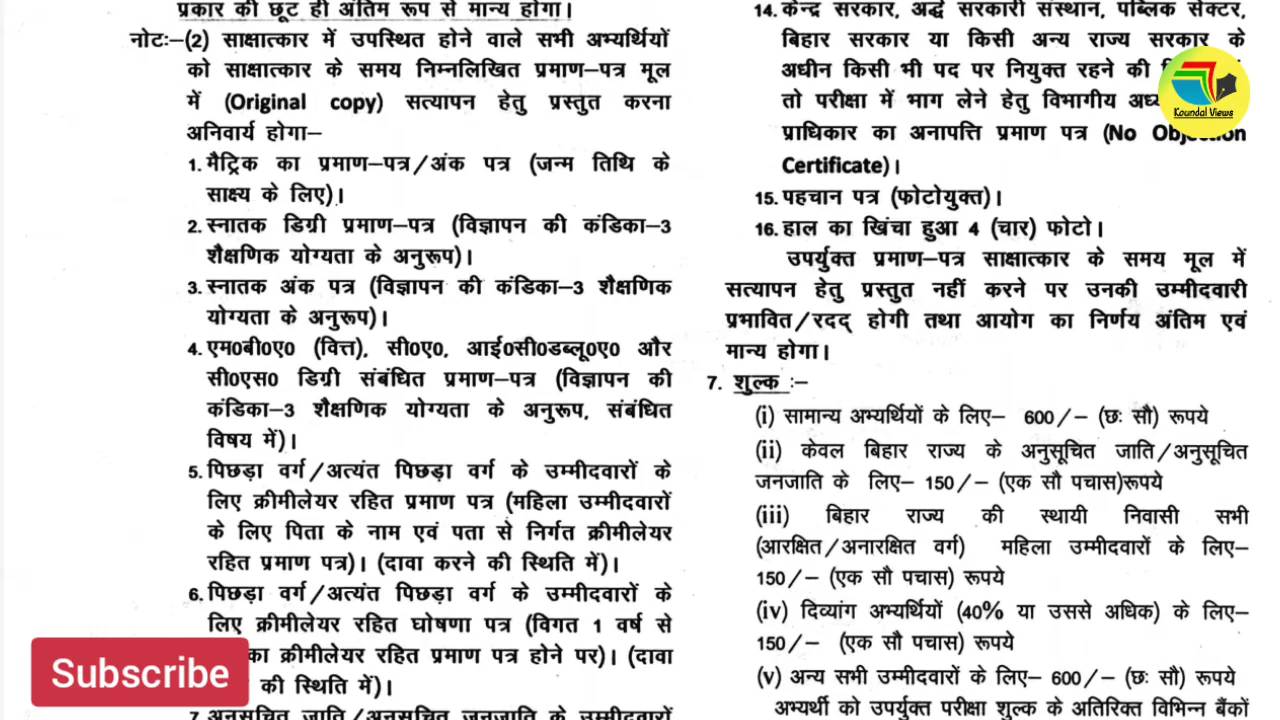 प्रकार की छूट ही अंतिम रूप से मान्य होगा।
नोटः–(2) साक्षात्कार में उपस्थित होने वाले सभी अभ्यर्थियों
को साक्षात्कार के समय निम्नलिखित प्रमाण–पत्र मूल
में (Original copy) सत्यापन हेतु प्रस्तुत करना
अनिवार्य होगा–
1. मैट्रिक का प्रमाण–पत्र/अंक पत्र (जन्म तिथि के
साक्ष्य के लिए)।
2. स्नातक डिग्री प्रमाण–पत्र (विज्ञापन की कंडिका–3
शैक्षणिक योग्यता के अनुरूप)।
3. स्नातक अंक पत्र (विज्ञापन की कंडिका–3 शैक्षणिक
योग्यता के अनुरूप)।
4. एम0बी0ए0 (वित्त), सी0ए0, आई0सी0डब्लू0ए0 और
सी0एस0 डिग्री संबंधित प्रमाण–पत्र (विज्ञापन की
कंडिका–3 शैक्षणिक योग्यता के अनुरूप, संबंधित
विषय में)।
5. पिछड़ा वर्ग/अत्यंत पिछड़ा वर्ग के उम्मीदवारों के
लिए क्रीमीलेयर रहित प्रमाण पत्र (महिला उम्मीदवारों
के लिए पिता के नाम एवं पता से निर्गत क्रीमीलेयर
रहित प्रमाण पत्र)। (दावा करने की स्थिति में)।
6. पिछड़ा वर्ग/अत्यंत पिछड़ा वर्ग के उम्मीदवारों के
लिए क्रीमीलेयर रहित घोषणा पत्र (विगत 1 वर्ष से
का क्रीमीलेयर रहित प्रमाण पत्र होने पर)। (दावा
की स्थिति में)।
7. अनुसूचित जाति/अनुसूचित जनजाति के उम्मीदवारों
Subscribe
14. केन्द्र सरकार, अर्द्ध सरकारी संस्थान, पब्लिक सेक्टर,
बिहार सरकार या किसी अन्य राज्य सरकार के
अधीन किसी भी पद पर नियुक्त रहने की
तो परीक्षा में भाग लेने हेतु विभागीय
प्राधिकार का अनापत्ति प्रमाण पत्र (No Objection
Certificate)।
15. पहचान पत्र (फोटोयुक्त)।
16. हाल का खिंचा हुआ 4 (चार) फोटो।
उपर्युक्त प्रमाण–पत्र साक्षात्कार के समय मूल में
सत्यापन हेतु प्रस्तुत नहीं करने पर उनकी उम्मीदवारी
प्रभावित/रदद् होगी तथा आयोग का निर्णय अंतिम एवं
मान्य होगा।
7. शुल्क :–
(i) सामान्य अभ्यर्थियों के लिए– 600/– (छः सौ) रूपये
(ii) केवल बिहार राज्य के अनुसूचित जाति/अनुसूचित
जनजाति के लिए– 150/– (एक सौ पचास)रूपये
(iii) बिहार राज्य की स्थायी निवासी सभी
(आरक्षित/अनारक्षित वर्ग) महिला उम्मीदवारों के लिए–
150/– (एक सौ पचास) रूपये
(iv) दिव्यांग अभ्यर्थियों (40% या उससे अधिक) के लिए–
150/– (एक सौ पचास) रूपये
(v) अन्य सभी उम्मीदवारों के लिए– 600/– (छः सौ) रूपये
अभ्यर्थी को उपर्युक्त परीक्षा शुल्क के अतिरिक्त विभिन्न बैंकों
Koundal Views